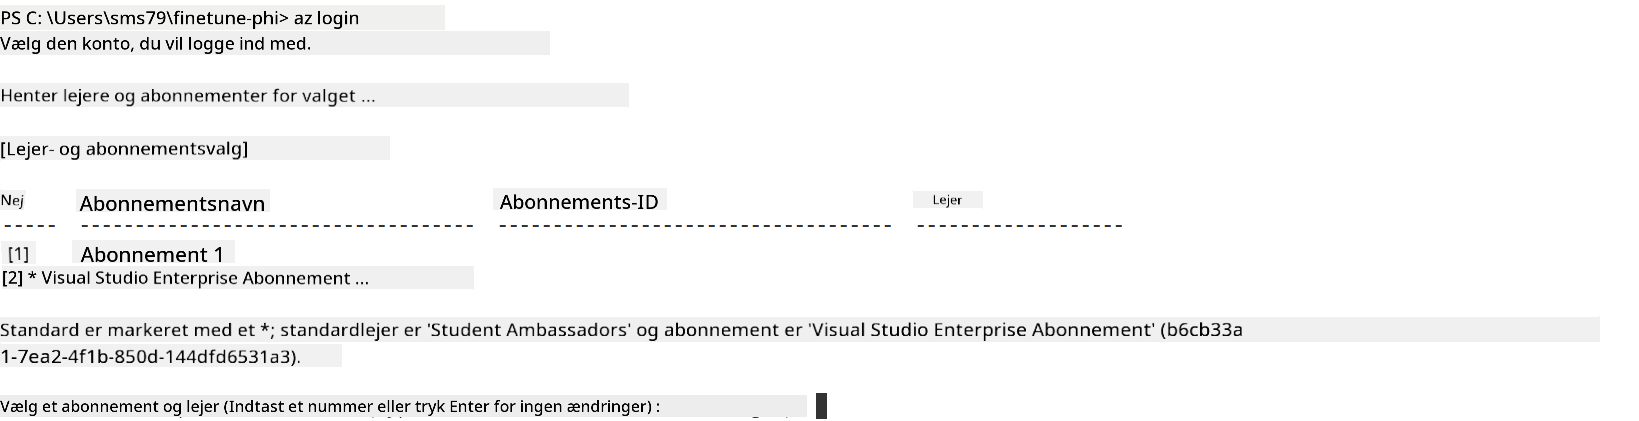 PS C: \Users\sms79\finetune-phi> az login
Vælg den konto, du vil logge ind med.
Henter lejere og abonnementer for valget ...
[Lejer- og abonnementsvalg]
Nej Abonnementsnavn Abonnements-ID Lejer
----- --------------------------------- --------------------------------- ------------------
[1] Abonnement 1
[2] * Visual Studio Enterprise Abonnement ...
Standard er markeret med et *; standardlejer er 'Student Ambassadors' og abonnement er 'Visual Studio Enterprise Abonnement' (b6cb33a
1-7ea2-4f1b-850d-144dfd6531a3).
Vælg et abonnement og lejer (Indtast et nummer eller tryk Enter for ingen ændringer) :